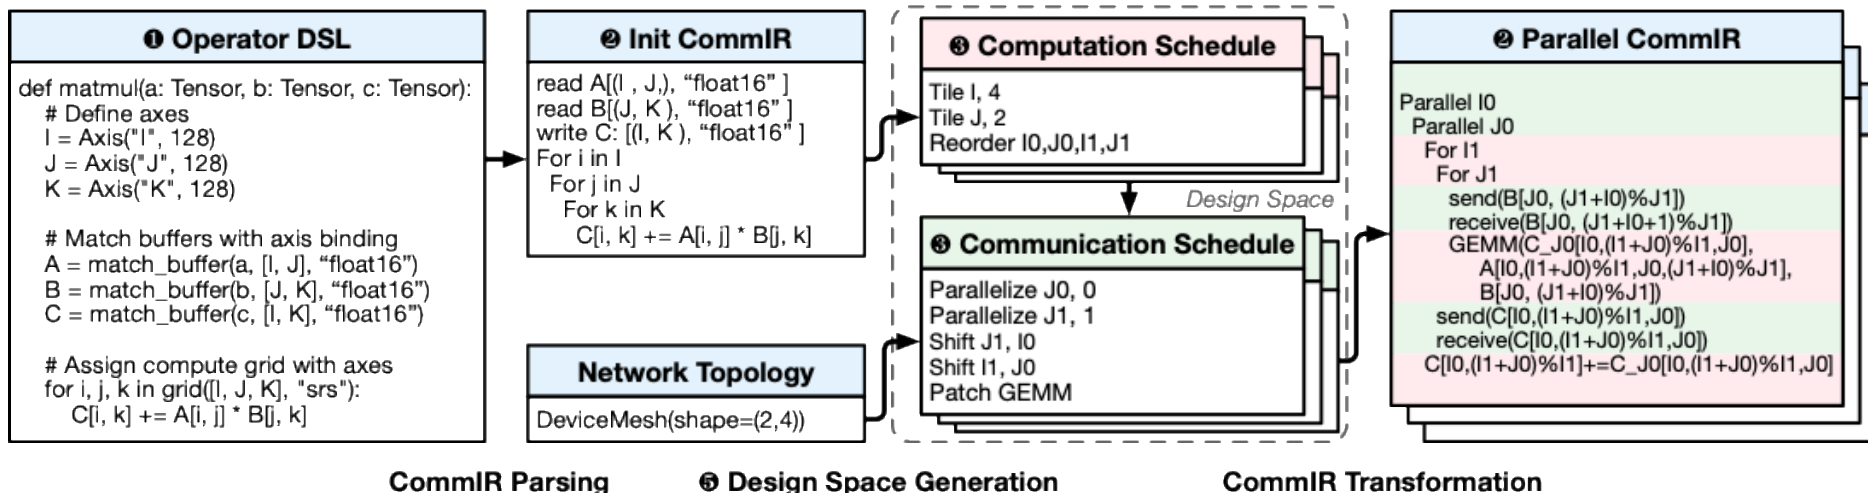 ❶ Operator DSL
def matmul(a: Tensor, b: Tensor, c: Tensor):
# Define axes
I = Axis("I", 128)
J = Axis("J", 128)
K = Axis("K", 128)
# Match buffers with axis binding
A = match_buffer(a, [I, J], “float16”)
B = match_buffer(b, [J, K], “float16”)
C = match_buffer(c, [I, K], “float16”)
# Assign compute grid with axes
for i, j, k in grid([I, J, K], "srs"):
C[i, k] += A[i, j] * B[j, k]
❷ Init CommIR
read A[(I , J,), “float16” ]
read B[(J, K ), “float16” ]
write C: [(I, K ), “float16” ]
For i in I
For j in J
For k in K
C[i, k] += A[i, j] * B[j, k]
Network Topology
DeviceMesh(shape=(2,4))
❸ Computation Schedule
Tile I, 4
Tile J, 2
Reorder I0,J0,I1,J1
Design Space
❸ Communication Schedule
Parallelize J0, 0
Parallelize J1, 1
Shift J1, I0
Shift I1, J0
Patch GEMM
❷ Parallel CommIR
Parallel I0
Parallel J0
For I1
For J1
send(B[J0, (J1+I0)%J1])
receive(B[J0, (J1+I0+1)%J1])
GEMM(C_J0[I0,(I1+J0)%I1,J0],
A[I0,(I1+J0)%I1,J0,(J1+I0)%J1],
B[J0, (J1+I0)%J1])
send(C[I0,(I1+J0)%I1,J0])
receive(C[I0,(I1+J0)%I1,J0])
C[I0,(I1+J0)%I1]+=C_J0[I0,(I1+J0)%I1,J0]
CommIR Parsing
❺ Design Space Generation
CommIR Transformation